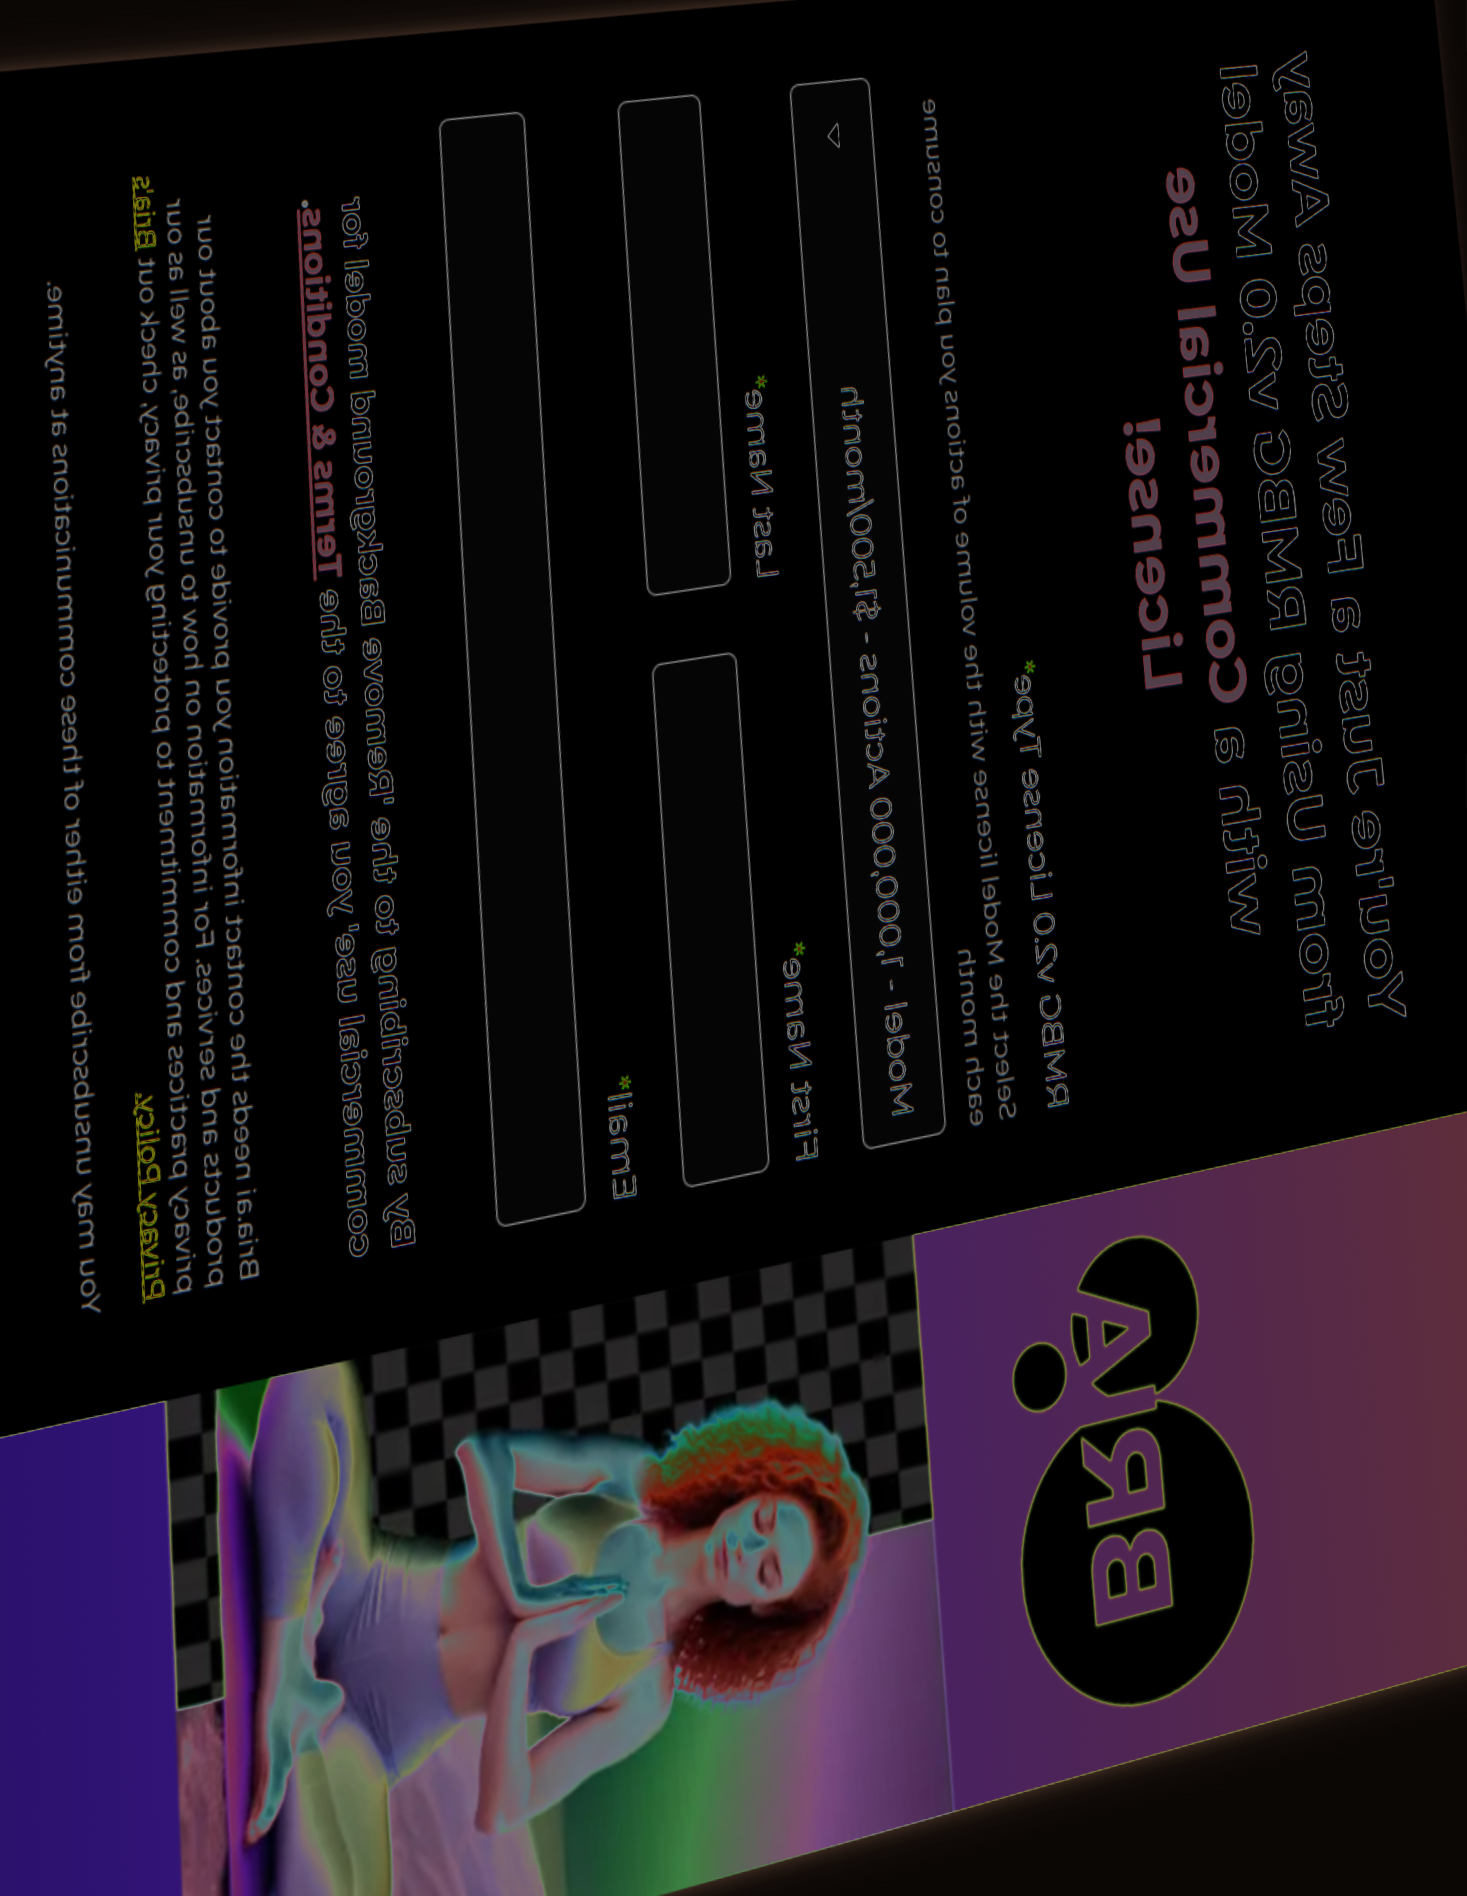 BRIA
You're Just a Few Steps Away
from Using RMBG v2.0 Model
with a Commercial Use
License!
RMBG v2.0 License Type*
Select the Model license with the volume of actions you plan to consume
each month
Model - 1,000,000 Actions - $1,500/month
First Name*
Last Name*
Email*
By subscribing to the 'Remove Background model for
commercial use', you agree to the Terms & Conditions.
Bria.ai needs the contact information you provide to contact you about our
products and services. For information on how to unsubscribe, as well as our
privacy practices and commitment to protecting your privacy, check out Bria's
Privacy Policy.
You may unsubscribe from either of these communications at anytime.